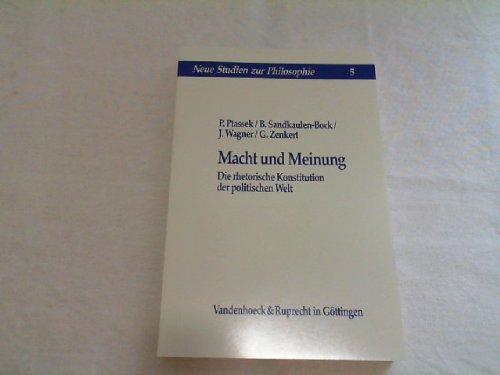 Neue Studien zur Philosophie 5
P. Ptassek / B. Sandkaulen-Bock /
J. Wagner / G. Zenkert
Macht und Meinung
Die rhetorische Konstitution
der politischen Welt
Vandenhoeck & Ruprecht in Göttingen